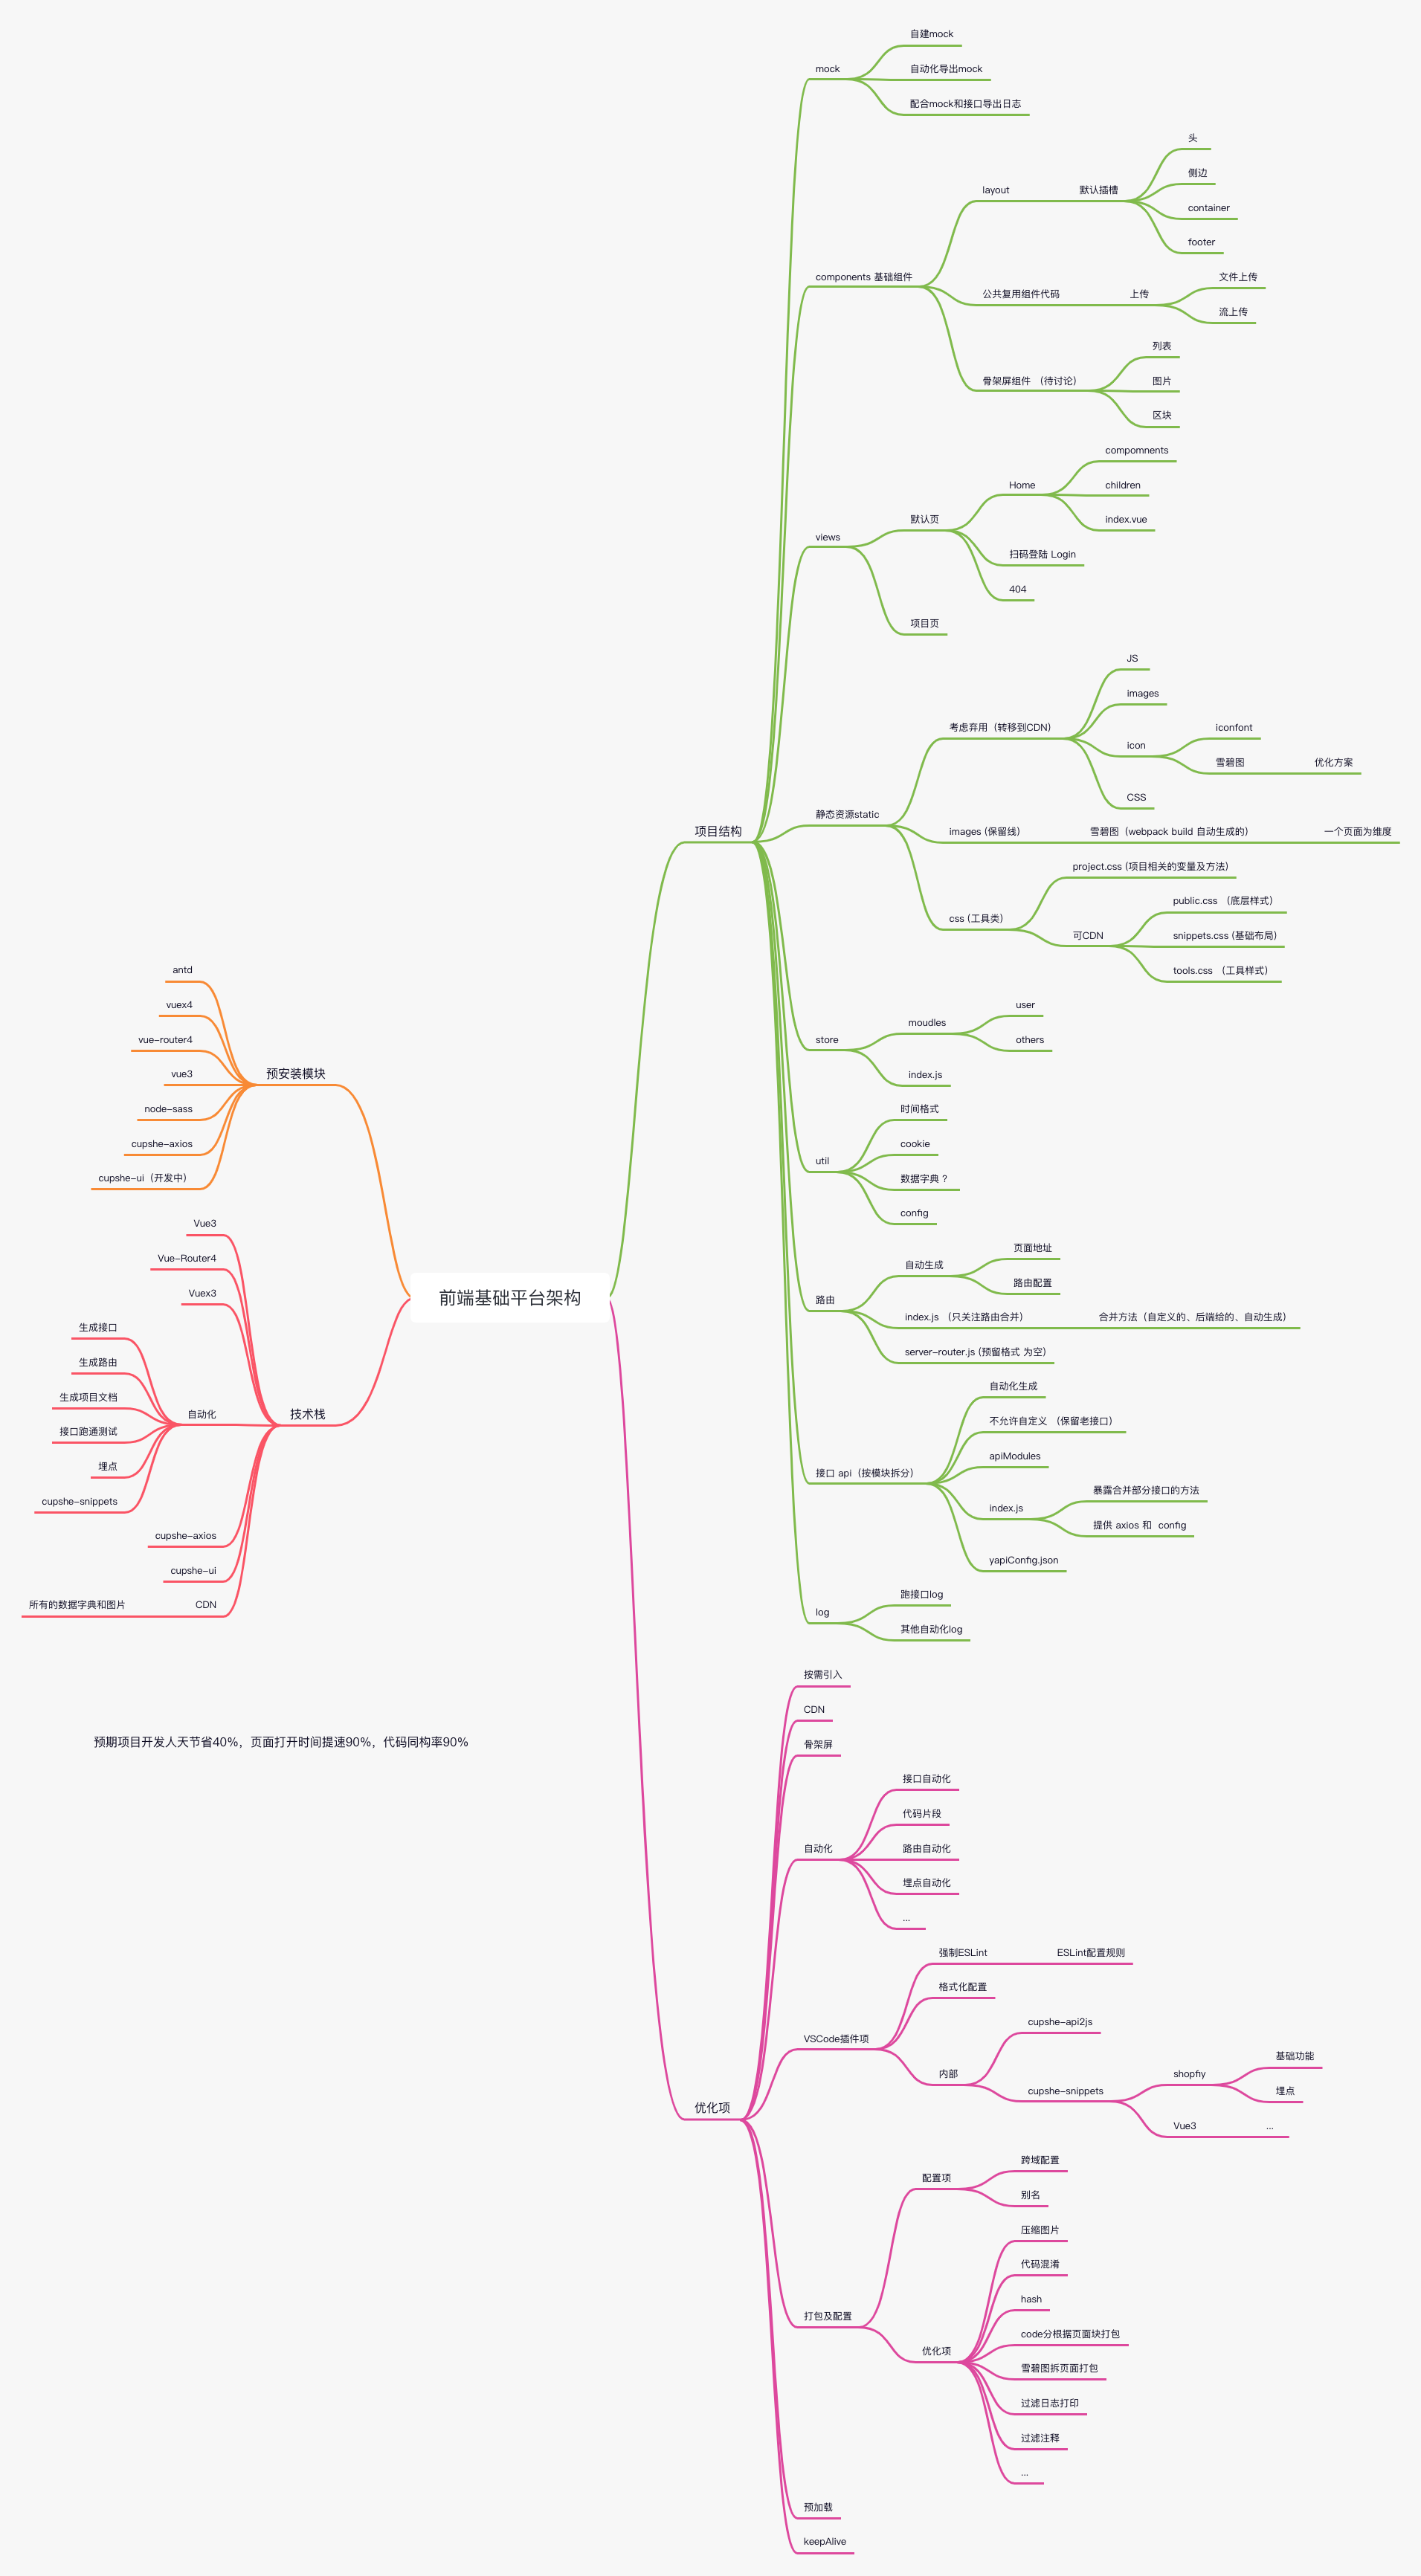 前端基础平台架构
项目结构
mock
自建mock
自动化导出mock
配合mock和接口导出日志
components 基础组件
layout
默认插槽
头
侧边
container
footer
公共复用组件代码
上传
文件上传
流上传
骨架屏组件 （待讨论）
列表
图片
区块
views
默认页
Home
compomnents
children
index.vue
扫码登陆 Login
404
项目页
静态资源static
考虑弃用（转移到CDN）
JS
images
icon
iconfont
雪碧图
优化方案
CSS
images (保留线)
雪碧图（webpack build 自动生成的）
一个页面为维度
css (工具类)
project.css (项目相关的变量及方法)
可CDN
public.css （底层样式）
snippets.css (基础布局)
tools.css （工具样式）
store
moudles
user
others
index.js
util
时间格式
cookie
数据字典？
config
路由
自动生成
页面地址
路由配置
index.js （只关注路由合并）
合并方法（自定义的、后端给的、自动生成）
server-router.js (预留格式 为空)
接口 api（按模块拆分）
自动化生成
不允许自定义 （保留老接口）
apiModules
index.js
暴露合并部分接口的方法
提供 axios 和 config
yapiConfig.json
log
跑接口log
其他自动化log
预安装模块
antd
vuex4
vue-router4
vue3
node-sass
cupshe-axios
cupshe-ui（开发中）
技术栈
Vue3
Vue-Router4
Vuex3
自动化
生成接口
生成路由
生成项目文档
接口跑通测试
埋点
cupshe-snippets
cupshe-axios
cupshe-ui
CDN
所有的数据字典和图片
预期项目开发人天节省40%，页面打开时间提速90%，代码同构率90%
优化项
按需引入
CDN
骨架屏
自动化
接口自动化
代码片段
路由自动化
埋点自动化
...
VSCode插件项
强制ESLint
ESLint配置规则
格式化配置
内部
cupshe-api2js
cupshe-snippets
shopfiy
基础功能
埋点
Vue3
...
打包及配置
配置项
跨域配置
别名
优化项
压缩图片
代码混淆
hash
code分根据页面块打包
雪碧图拆页面打包
过滤日志打印
过滤注释
...
预加载
keepAlive